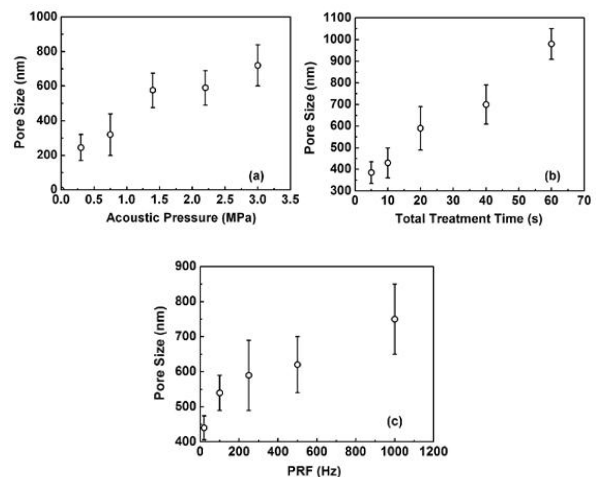 1000
800
600
400
200
0
Pore Size (nm)
0.0 0.5 1.0 1.5 2.0 2.5 3.0 3.5
Acoustic Pressure (MPa)
(a)
1100
1000
900
800
700
600
500
400
300
Pore Size (nm)
0 10 20 30 40 50 60 70
Total Treatment Time (s)
(b)
900
800
700
600
500
400
Pore Size (nm)
0 200 400 600 800 1000 1200
PRF (Hz)
(c)